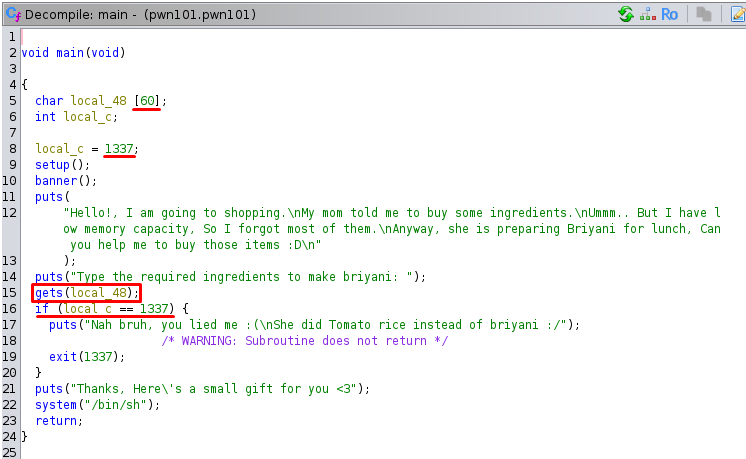 Decompile: main - (pwn101.pwn101)
Ro
1
2 void main(void)
3
4 {
5 char local_48 [60];
6 int local_c;
7
8 local_c = 1337;
9 setup();
10 banner();
11 puts(
12 "Hello!, I am going to shopping.\nMy mom told me to buy some ingredients.\nUmmm.. But I have l
ow memory capacity, So I forgot most of them.\nAnyway, she is preparing Briyani for lunch, Can
you help me to buy those items :D\n"
13 );
14 puts("Type the required ingredients to make briyani: ");
15 gets(local_48);
16 if (local_c == 1337) {
17 puts("Nah bruh, you lied me :(\nShe did Tomato rice instead of briyani :/");
18 /* WARNING: Subroutine does not return */
19 exit(1337);
20 }
21 puts("Thanks, Here\'s a small gift for you <3");
22 system("/bin/sh");
23 return;
24 }
25